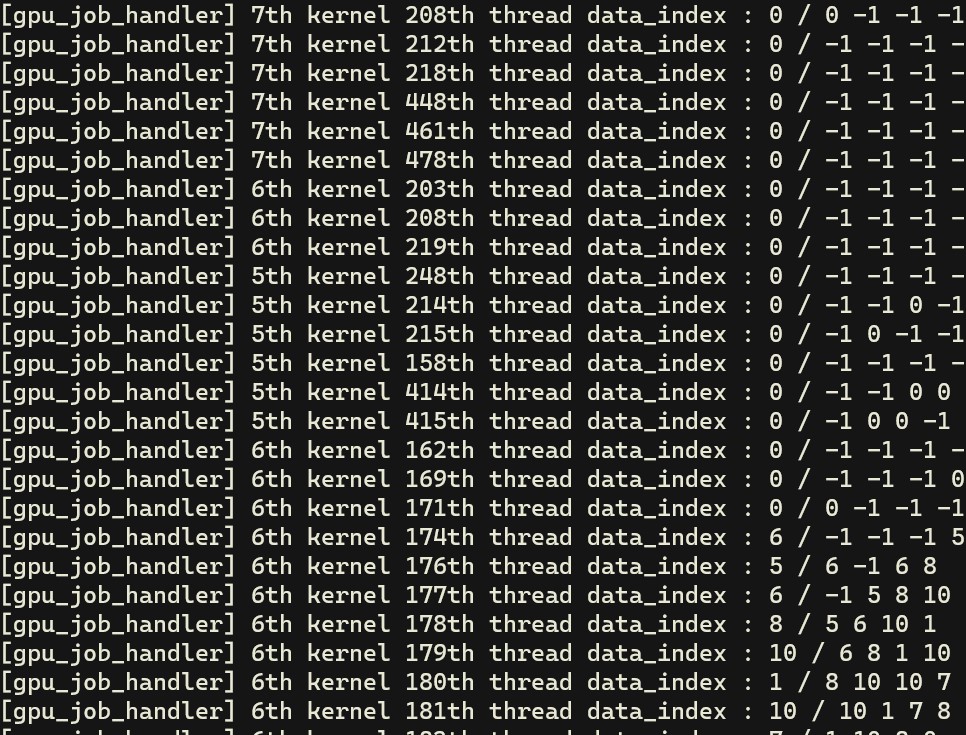 [gpu_job_handler] 7th kernel 208th thread data_index : 0 / 0 -1 -1 -1
[gpu_job_handler] 7th kernel 212th thread data_index : 0 / -1 -1 -1 -
[gpu_job_handler] 7th kernel 218th thread data_index : 0 / -1 -1 -1 -
[gpu_job_handler] 7th kernel 448th thread data_index : 0 / -1 -1 -1 -
[gpu_job_handler] 7th kernel 461th thread data_index : 0 / -1 -1 -1 -
[gpu_job_handler] 7th kernel 478th thread data_index : 0 / -1 -1 -1 -
[gpu_job_handler] 6th kernel 203th thread data_index : 0 / -1 -1 -1 -
[gpu_job_handler] 6th kernel 208th thread data_index : 0 / -1 -1 -1 -
[gpu_job_handler] 6th kernel 219th thread data_index : 0 / -1 -1 -1 -
[gpu_job_handler] 5th kernel 248th thread data_index : 0 / -1 -1 -1 -
[gpu_job_handler] 5th kernel 214th thread data_index : 0 / -1 -1 0 -1
[gpu_job_handler] 5th kernel 215th thread data_index : 0 / -1 0 -1 -1
[gpu_job_handler] 5th kernel 158th thread data_index : 0 / -1 -1 -1 -
[gpu_job_handler] 5th kernel 414th thread data_index : 0 / -1 -1 0 0
[gpu_job_handler] 5th kernel 415th thread data_index : 0 / -1 0 0 -1
[gpu_job_handler] 6th kernel 162th thread data_index : 0 / -1 -1 -1 -
[gpu_job_handler] 6th kernel 169th thread data_index : 0 / -1 -1 -1 0
[gpu_job_handler] 6th kernel 171th thread data_index : 0 / 0 -1 -1 -1
[gpu_job_handler] 6th kernel 174th thread data_index : 6 / -1 -1 -1 5
[gpu_job_handler] 6th kernel 176th thread data_index : 5 / 6 -1 6 8
[gpu_job_handler] 6th kernel 177th thread data_index : 6 / -1 5 8 10
[gpu_job_handler] 6th kernel 178th thread data_index : 8 / 5 6 10 1
[gpu_job_handler] 6th kernel 179th thread data_index : 10 / 6 8 1 10
[gpu_job_handler] 6th kernel 180th thread data_index : 1 / 8 10 10 7
[gpu_job_handler] 6th kernel 181th thread data_index : 10 / 10 1 7 8